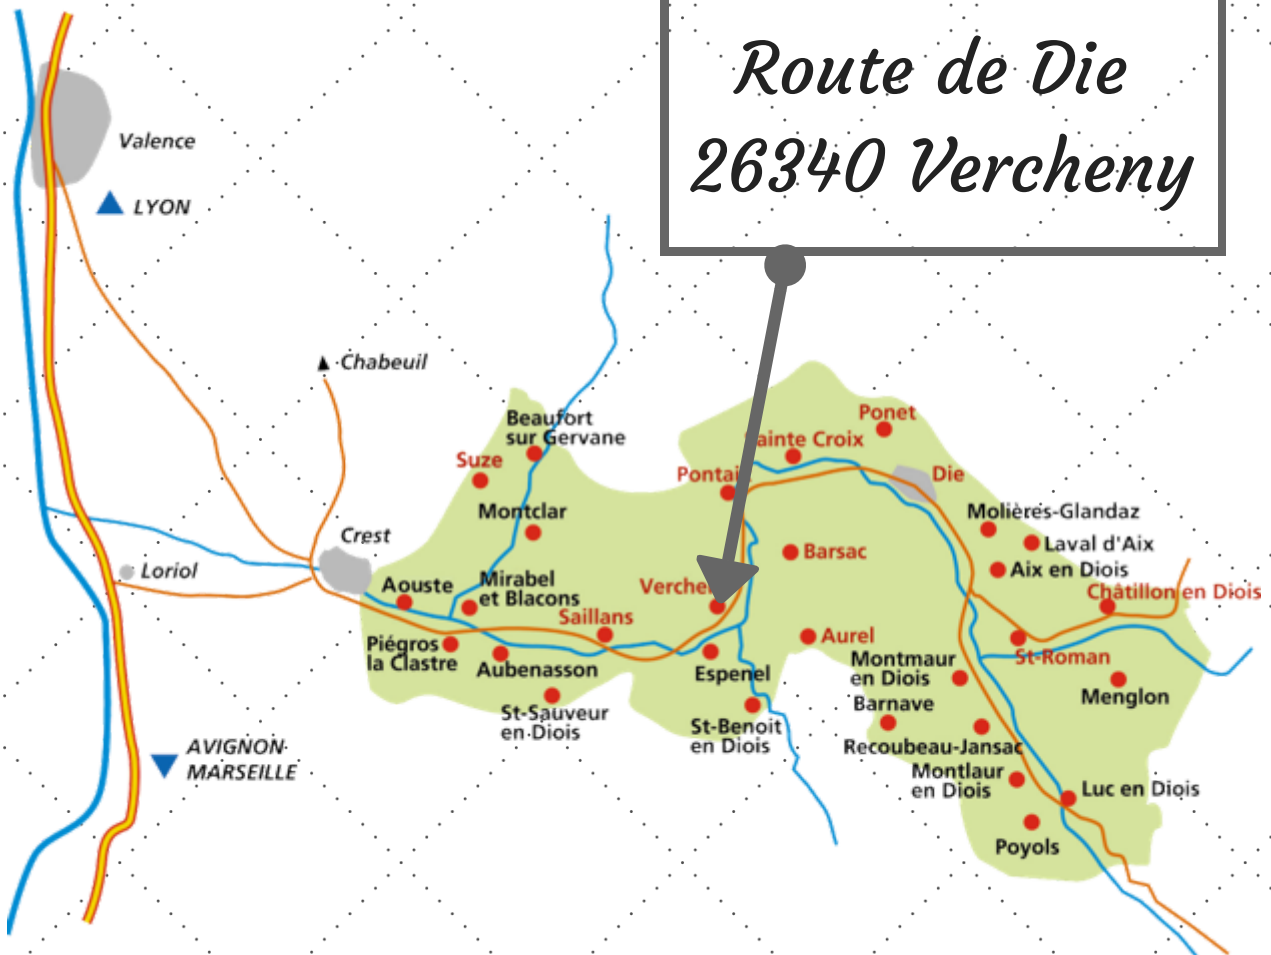 Route de Die
26340 Vercheny
Valence
LYON
Chabeuil
Beaufort
sur Gervane
Suze
Montclar
Crest
Loriol
Aouste
Mirabel
et Blacons
Saillans
Piégros
la Clastre
Aubenasson
St-Sauveur
en Diois
AVIGNON
MARSEILLE
Ponet
ainte Croix
Pontai
Die
Molières-Glandaz
Laval d'Aix
Aix en Diois
Barsac
Châtillon en Diois
Verche
Aurel
St-Roman
Espenel
Montmaur
en Diois
Menglon
St-Benoit
en Diois
Barnave
Recoubeau-Jansac
Montlaur
en Diois
Luc en Diois
Poyols